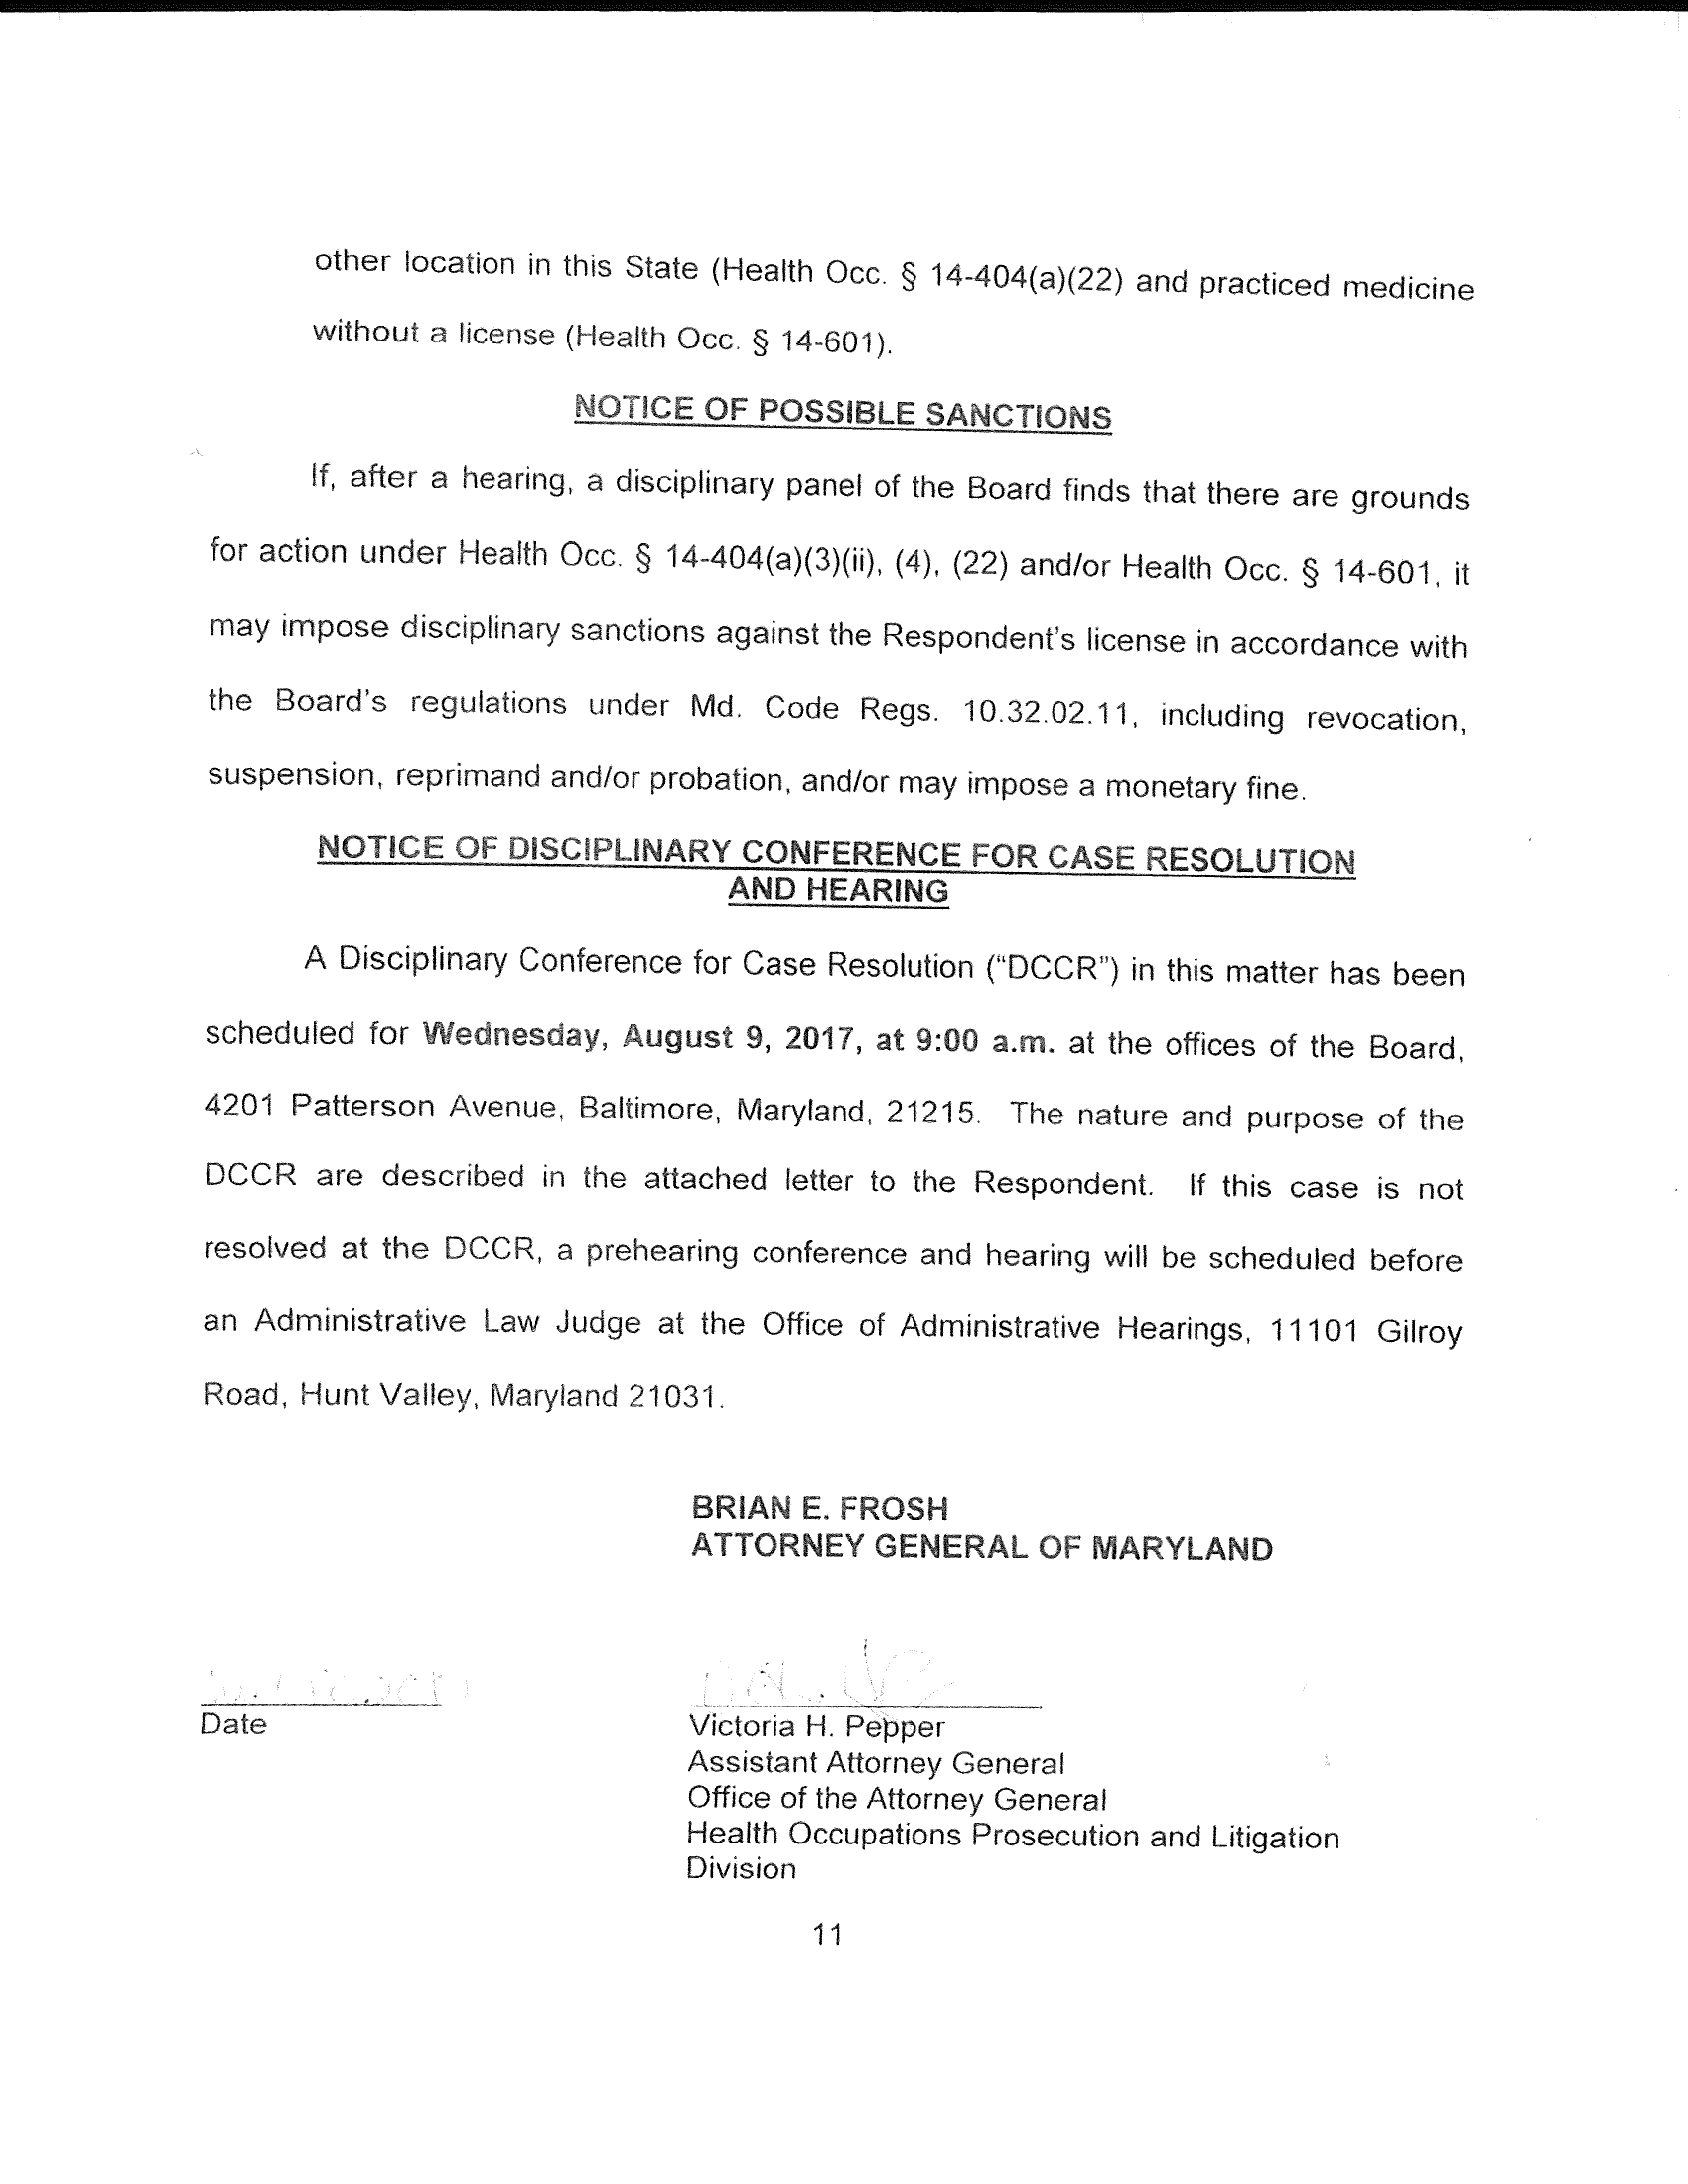 other location in this State (Health Occ. § 14-404(a)(22) and practiced medicine
without a license (Health Occ. § 14-601).
NOTICE OF POSSIBLE SANCTIONS
If, after a hearing, a disciplinary panel of the Board finds that there are grounds
for action under Health Occ. § 14-404(a)(3)(ii), (4), (22) and/or Health Occ. § 14-601, it
may impose disciplinary sanctions against the Respondent's license in accordance with
the Board's regulations under Md. Code Regs. 10.32.02.11, including revocation,
suspension, reprimand and/or probation, and/or may impose a monetary fine.
NOTICE OF DISCIPLINARY CONFERENCE FOR CASE RESOLUTION
AND HEARING
A Disciplinary Conference for Case Resolution ("DCCR") in this matter has been
scheduled for Wednesday, August 9, 2017, at 9:00 a.m. at the offices of the Board,
4201 Patterson Avenue, Baltimore, Maryland, 21215. The nature and purpose of the
DCCR are described in the attached letter to the Respondent. If this case is not
resolved at the DCCR, a prehearing conference and hearing will be scheduled before
an Administrative Law Judge at the Office of Administrative Hearings, 11101 Gilroy
Road, Hunt Valley, Maryland 21031.
BRIAN E. FROSH
ATTORNEY GENERAL OF MARYLAND
Date
Victoria H. Pepper
Assistant Attorney General
Office of the Attorney General
Health Occupations Prosecution and Litigation
Division
11